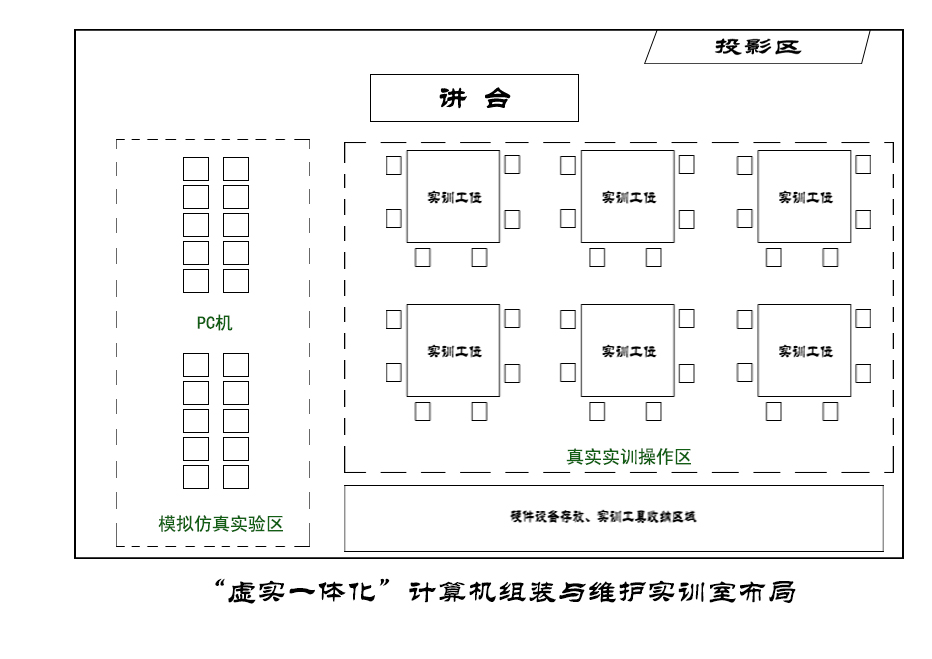 投影区
讲 台
实训工位
实训工位
实训工位
PC机
实训工位
实训工位
实训工位
真实实训操作区
模拟仿真实验区
硬件设备存放、实训工具收纳区域
“虚实一体化”计算机组装与维护实训室布局